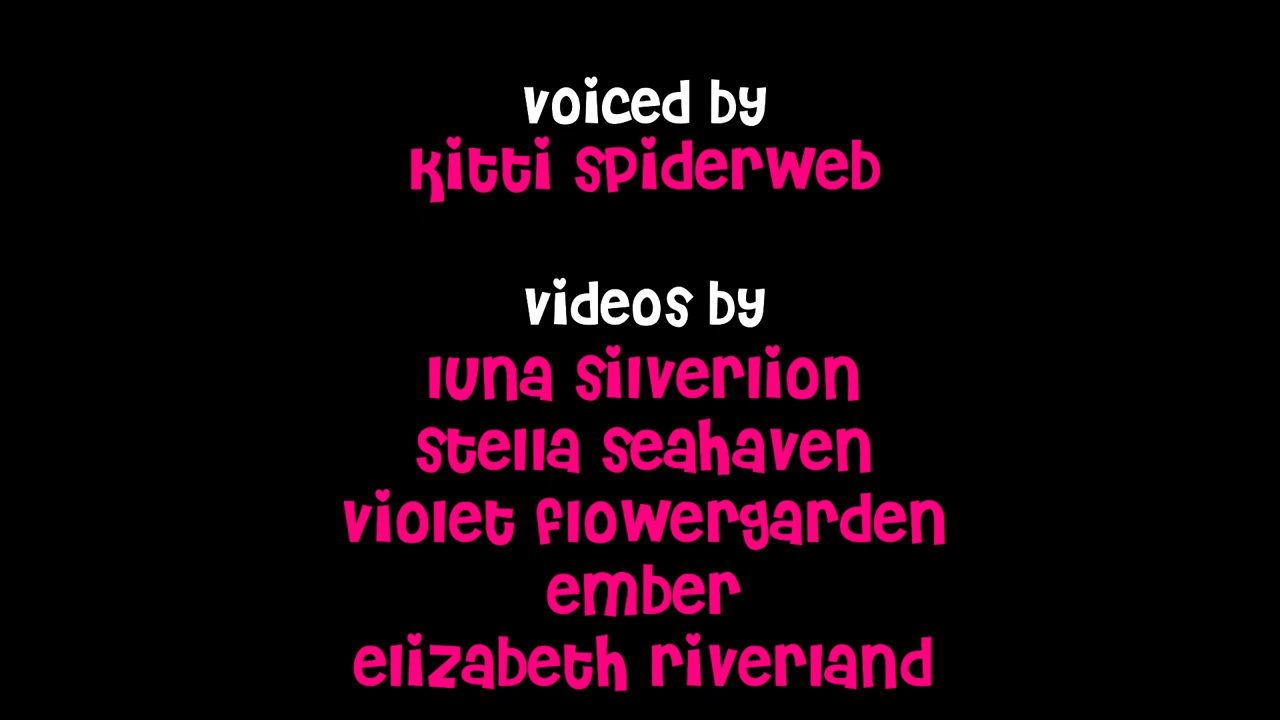 voiced by
kitti spiderweb
videos by
luna silverlion
stella seahaven
violet flowergarden
ember
elizabeth riverland